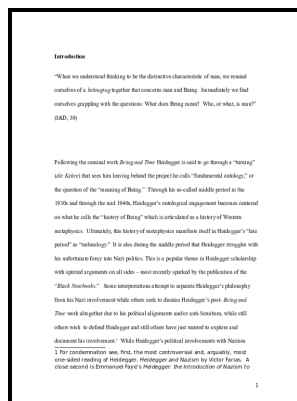 Introduction
“When we understand thinking to be the distinctive characteristic of man, we remind
ourselves of a belonging together that concerns man and Being.  Immediately we find
ourselves grappling with the questions: What does Being mean?  Who, or what, is man?”
(I&D, 30)
Following the seminal work Being and Time Heidegger is said to go through a “turning”
(die Kehre) that sees him leaving behind the project he calls “fundamental ontology,” or
the question of the “meaning of Being.”  Through his so-called middle period in the
1930s and through the mid 1940s, Heidegger’s ontological engagement becomes centered
on what he calls the “history of Being” which is articulated as a history of Western
metaphysics.  Ultimately, this history of metaphysics manifests itself in Heidegger’s “late
period” as “technology.”  It is also during the middle period that Heidegger struggles with
his unfortunate foray into Nazi politics.  This is a popular theme in Heidegger scholarship
with spirited arguments on all sides – most recently sparked by the publication of the
“Black Notebooks.”   Some interpretations attempt to separate Heidegger’s philosophy
from his Nazi involvement while others seek to dismiss Heidegger’s post- Being and
Time work altogether due to his political alignments and/or anti-Semitism, while still
others wish  to defend Heidegger and still others have just wanted to explore and
document his involvement.¹  While Heidegger’s political involvements with Nazism
1 For condemnation see, first, the most controversial and, arguably, most
one-sided reading of Heidegger, Heidegger and Nazism by Victor Farias.  A
close second is Emmanuel Faye’s Heidegger: the Introduction of Nazism to
1